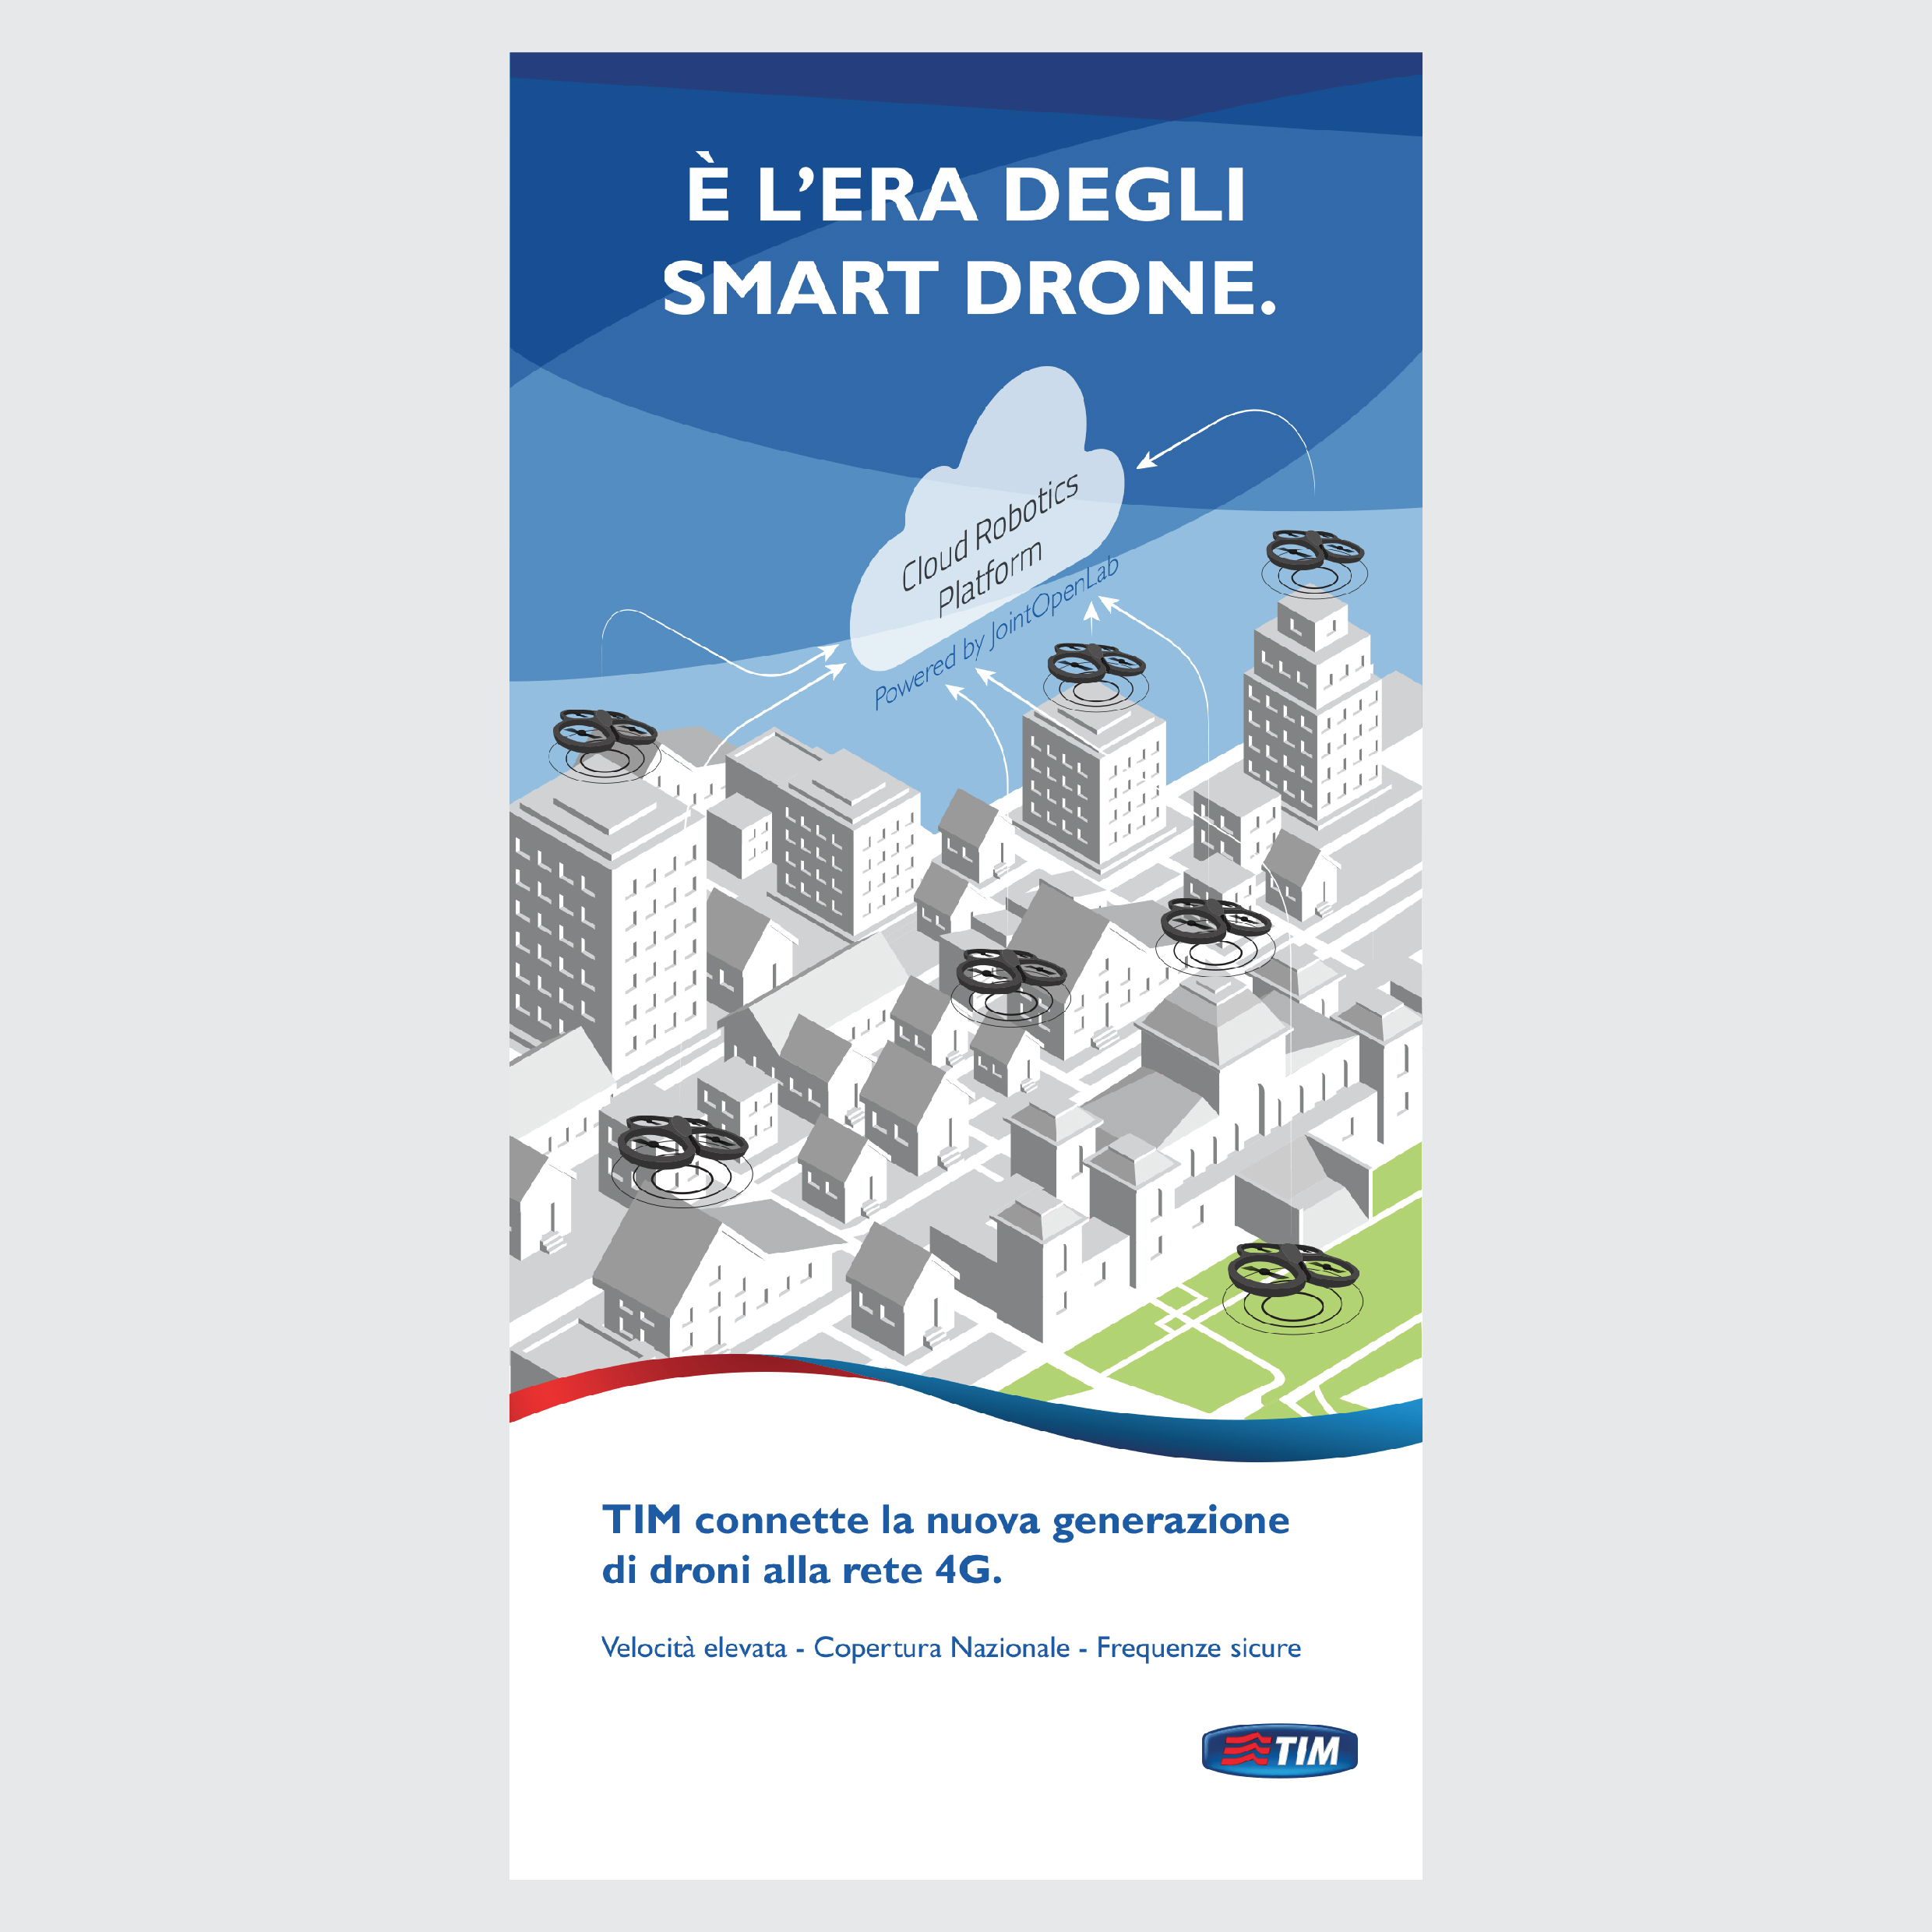 È L’ERA DEGLI
SMART DRONE.
Cloud Robotics
Platform
Powered by JointOpenLab
TIM connette la nuova generazione
di droni alla rete 4G.
Velocità elevata - Copertura Nazionale - Frequenze sicure
TIM